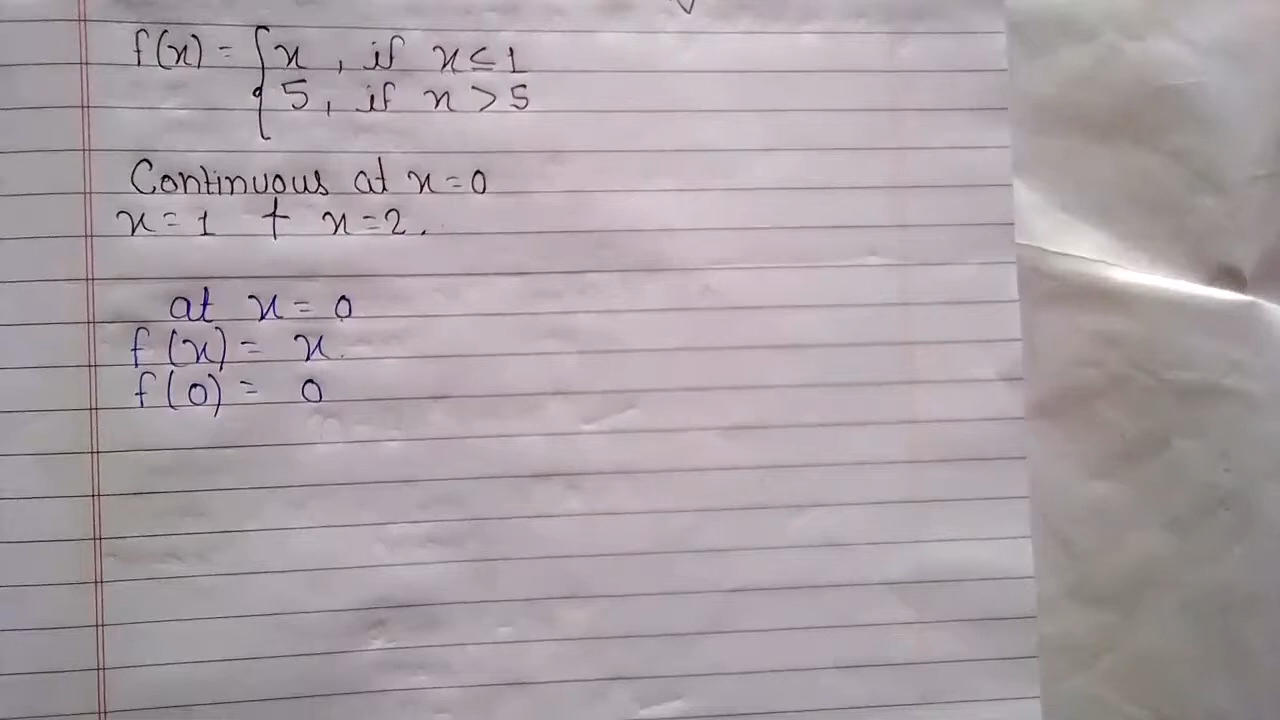 f(x) = { x , if x ≤ 1
5 , if x > 5
Continuous at x = 0
x = 1 + x = 2 .
at x = 0
f(x) = x .
f(0) = 0